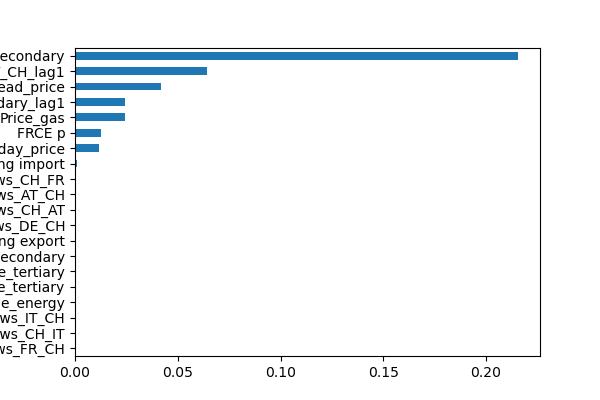 econdary
_CH_lag1
ead_price
dary_lag1
Price_gas
FRCE p
day_price
ng import
ws_CH_FR
ws_AT_CH
ws_CH_AT
ws_DE_CH
ng export
econdary
e_tertiary
e_tertiary
e_energy
ws_IT_CH
ws_CH_IT
ws_FR_CH
0.00 0.05 0.10 0.15 0.20